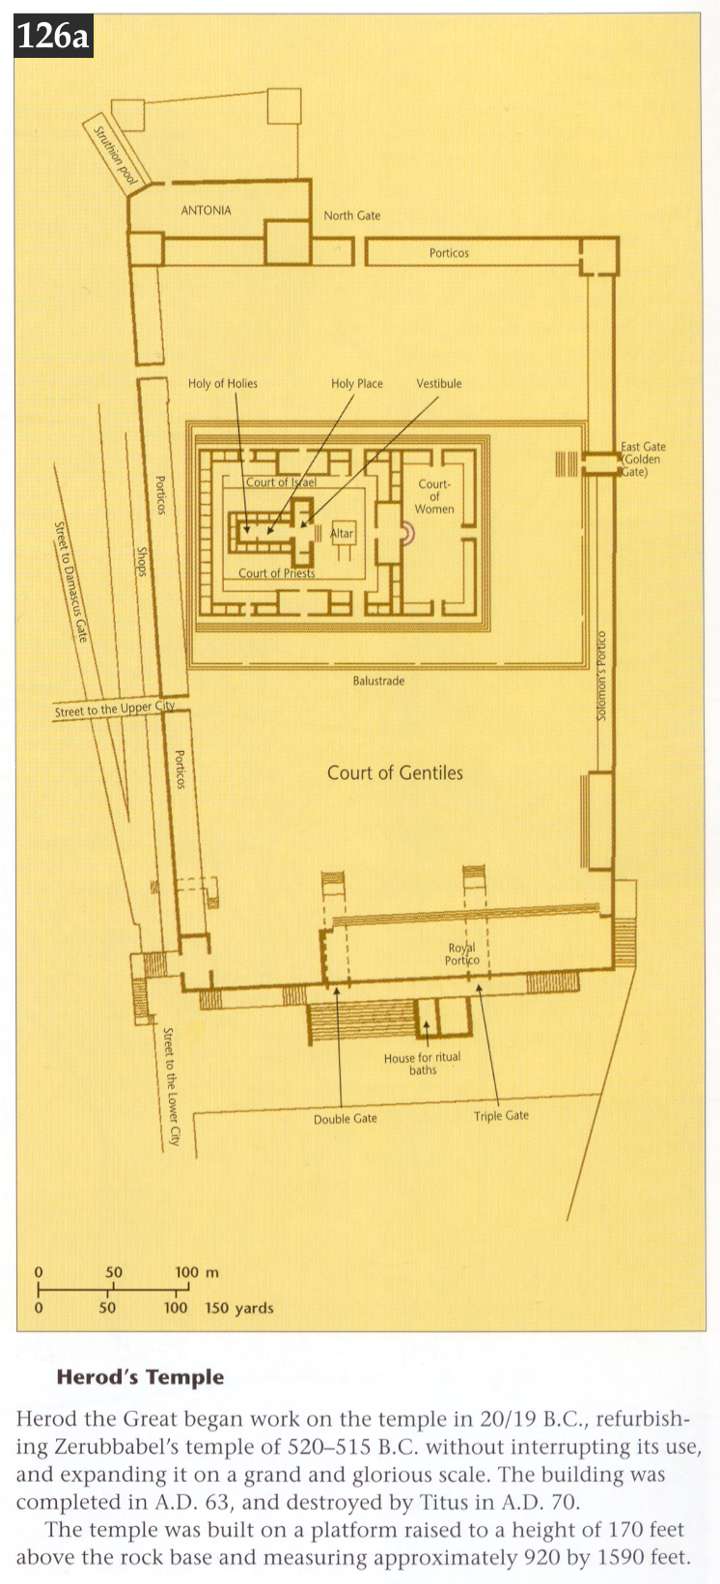 126a
Struthion pool
ANTONIA
North Gate
Porticos
Holy of Holies
Holy Place
Vestibule
East Gate
(Golden
Gate)
Court of Israel
Court-
of
Women
Altar
Court of Priests
Porticos
Shops
Street to Damascus Gate
Solomon's Portico
Balustrade
Street to the Upper City
Porticos
Court of Gentiles
Royal
Portico
House for ritual
baths
Street to the Lower City
Double Gate
Triple Gate
0 50 100 m
0 50 100 150 yards
Herod's Temple
Herod the Great began work on the temple in 20/19 B.C., refurbish-
ing Zerubbabel's temple of 520–515 B.C. without interrupting its use,
and expanding it on a grand and glorious scale. The building was
completed in A.D. 63, and destroyed by Titus in A.D. 70.
The temple was built on a platform raised to a height of 170 feet
above the rock base and measuring approximately 920 by 1590 feet.